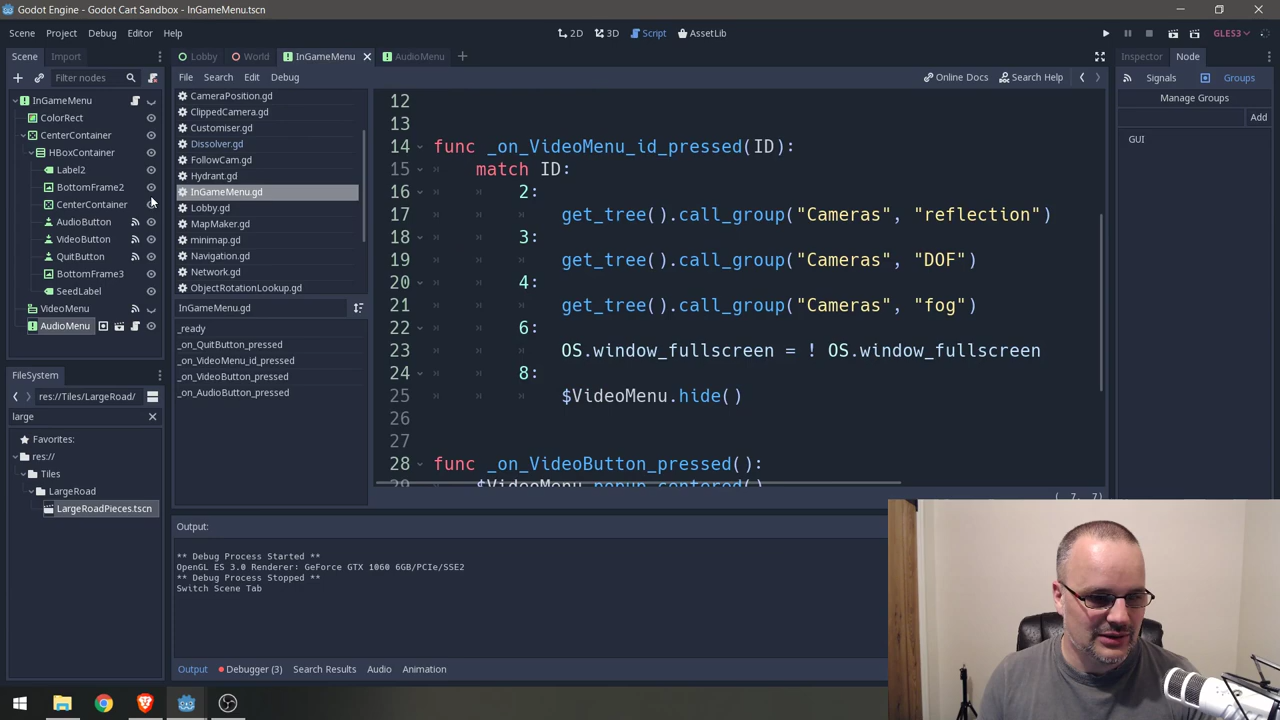 Godot Engine - Godot Cart Sandbox - InGameMenu.tscn
Scene Project Debug Editor Help
2D 3D Script AssetLib
GLES3
Scene Import
Filter nodes
InGameMenu
ColorRect
CenterContainer
HBoxContainer
Label2
BottomFrame2
CenterContainer
AudioButton
VideoButton
QuitButton
BottomFrame3
SeedLabel
VideoMenu
AudioMenu
FileSystem
res://Tiles/LargeRoad/
large
Favorites:
res://
Tiles
LargeRoad
LargeRoadPieces.tscn
Lobby World InGameMenu AudioMenu
File Search Edit Debug
Online Docs Search Help
CameraPosition.gd
ClippedCamera.gd
Customiser.gd
Dissolver.gd
FollowCam.gd
Hydrant.gd
InGameMenu.gd
Lobby.gd
MapMaker.gd
minimap.gd
Navigation.gd
Network.gd
ObjectRotationLookup.gd
InGameMenu.gd
_ready
_on_QuitButton_pressed
_on_VideoMenu_id_pressed
_on_VideoButton_pressed
_on_AudioButton_pressed
12
13
14 func _on_VideoMenu_id_pressed(ID):
15 match ID:
16 2:
17 get_tree().call_group("Cameras", "reflection")
18 3:
19 get_tree().call_group("Cameras", "DOF")
20 4:
21 get_tree().call_group("Cameras", "fog")
22 6:
23 OS.window_fullscreen = ! OS.window_fullscreen
24 8:
25 $VideoMenu.hide()
26
27
28 func _on_VideoButton_pressed():
29 $VideoMenu.popup_centered()
( 7, 7)
Output:
** Debug Process Started **
OpenGL ES 3.0 Renderer: GeForce GTX 1060 6GB/PCIe/SSE2
** Debug Process Stopped **
Switch Scene Tab
Output Debugger (3) Search Results Audio Animation
Inspector Node
Signals Groups
Manage Groups
Add
GUI